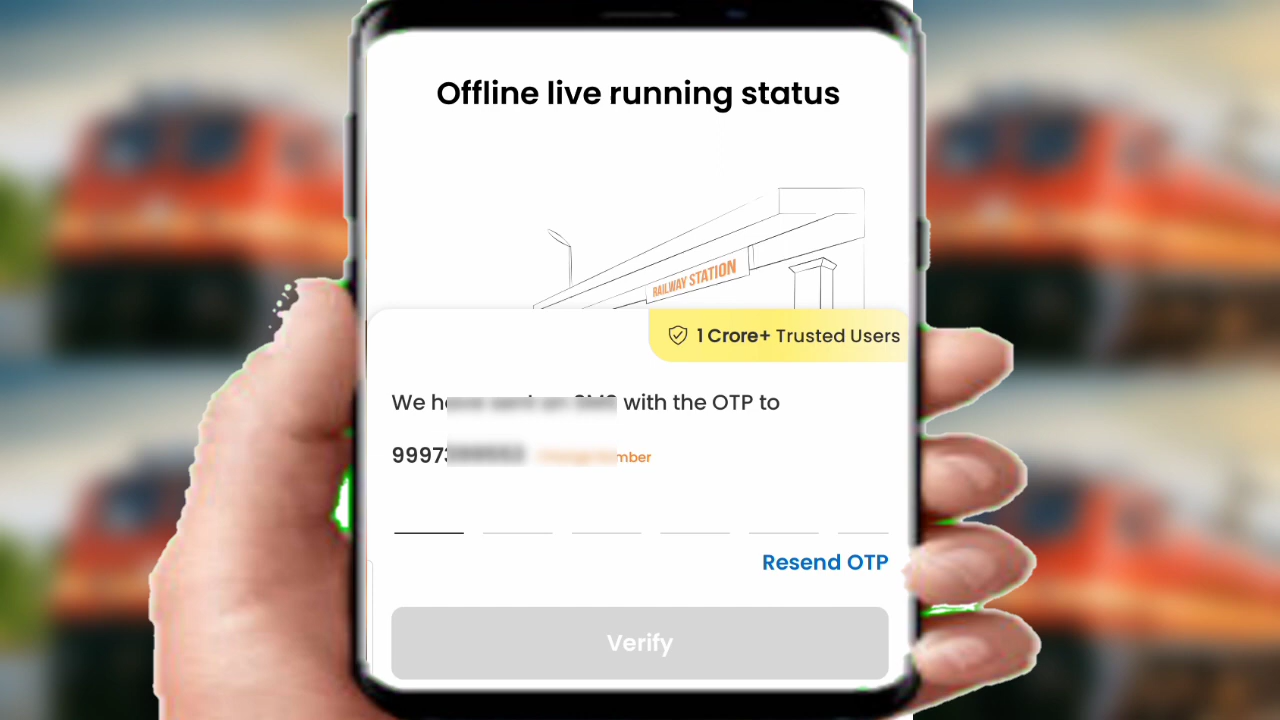 Offline live running status
RAILWAY STATION
1 Crore+ Trusted Users
We with the OTP to
9997
Resend OTP
Verify